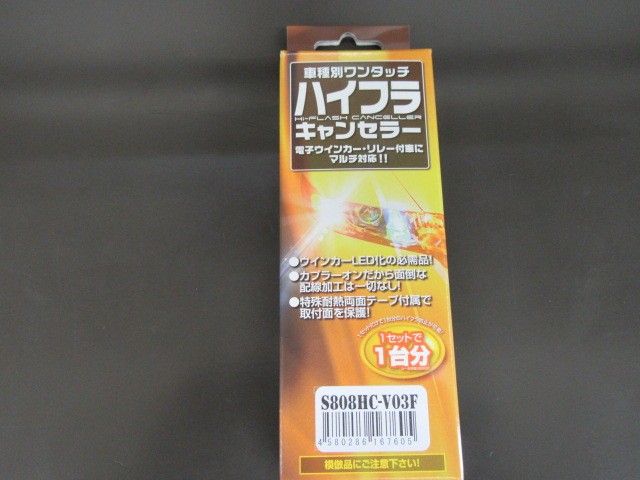 車種別ワンタッチ
ハイフラ
HI-FLASH CANCELLER
キャンセラー
電子ウインカー・リレー付車に
マルチ対応!!
●ウインカーLED化の必需品!
●カプラーオンだから面倒な
配線加工は一切なし!
●特殊耐熱両面テープ付属で
取付面を保護!
1セットで
1台分
S808HC-V03F
4 580286 167605
模倣品にご注意下さい!